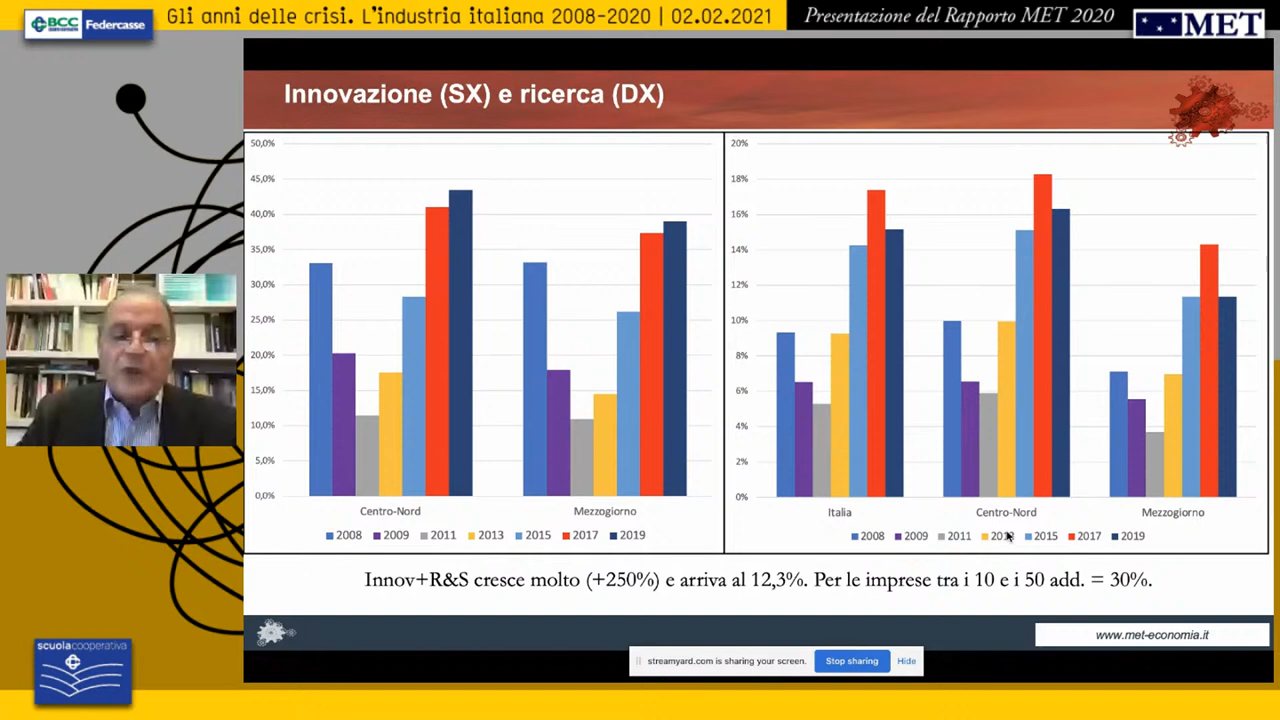 BCC
CREDITO COOPERATIVO
Federcasse
Gli anni delle crisi. L'industria italiana 2008-2020 | 02.02.2021
Presentazione del Rapporto MET 2020
MET
Innovazione (SX) e ricerca (DX)
50,0%
45,0%
40,0%
35,0%
30,0%
25,0%
20,0%
15,0%
10,0%
5,0%
0,0%
Centro-Nord Mezzogiorno
2008 2009 2011 2013 2015 2017 2019
20%
18%
16%
14%
12%
10%
8%
6%
4%
2%
0%
Italia Centro-Nord Mezzogiorno
2008 2009 2011 2013 2015 2017 2019
Innov+R&S cresce molto (+250%) e arriva al 12,3%. Per le imprese tra i 10 e i 50 add. = 30%.
www.met-economia.it
streamyard.com is sharing your screen. Stop sharing Hide
scuolacooperativa